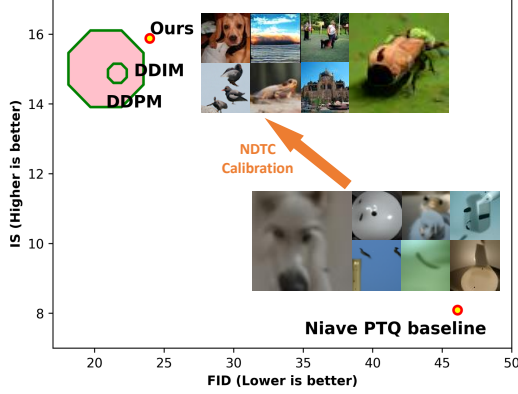 16
14
12
10
8
IS (Higher is better)
Ours
DDIM
DDPM
NDTC
Calibration
Niave PTQ baseline
20
25
30
35
40
45
50
FID (Lower is better)